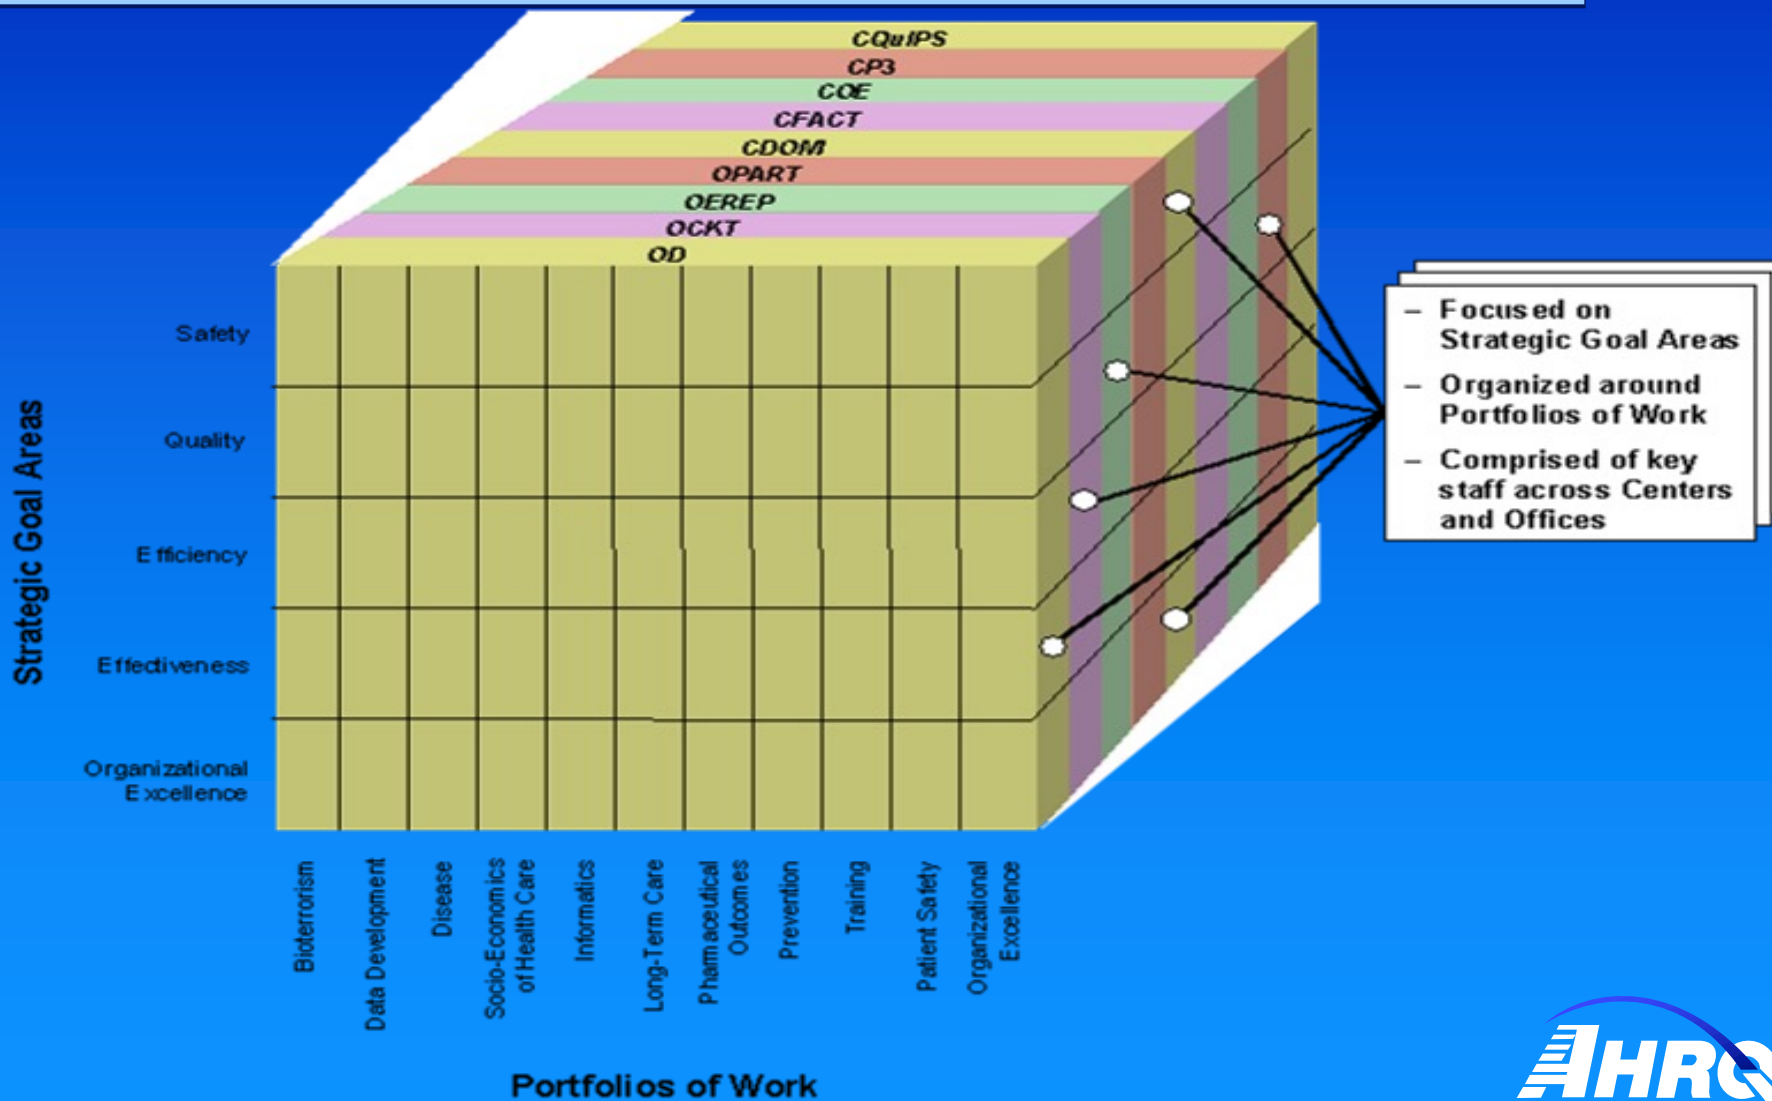 CQuIPS
CP3
COE
CFACT
CDOM
OPART
OEREP
OCKT
OD
Strategic Goal Areas
Safety
Quality
Efficiency
Effectiveness
Organizational
Excellence
– Focused on
Strategic Goal Areas
– Organized around
Portfolios of Work
– Comprised of key
staff across Centers
and Offices
Bioterrorism
Data Development
Disease
Socio-Economics
of Health Care
Informatics
Long-Term Care
Pharmaceutical
Outcomes
Prevention
Training
Patient Safety
Organizational
Excellence
Portfolios of Work
AHRQ